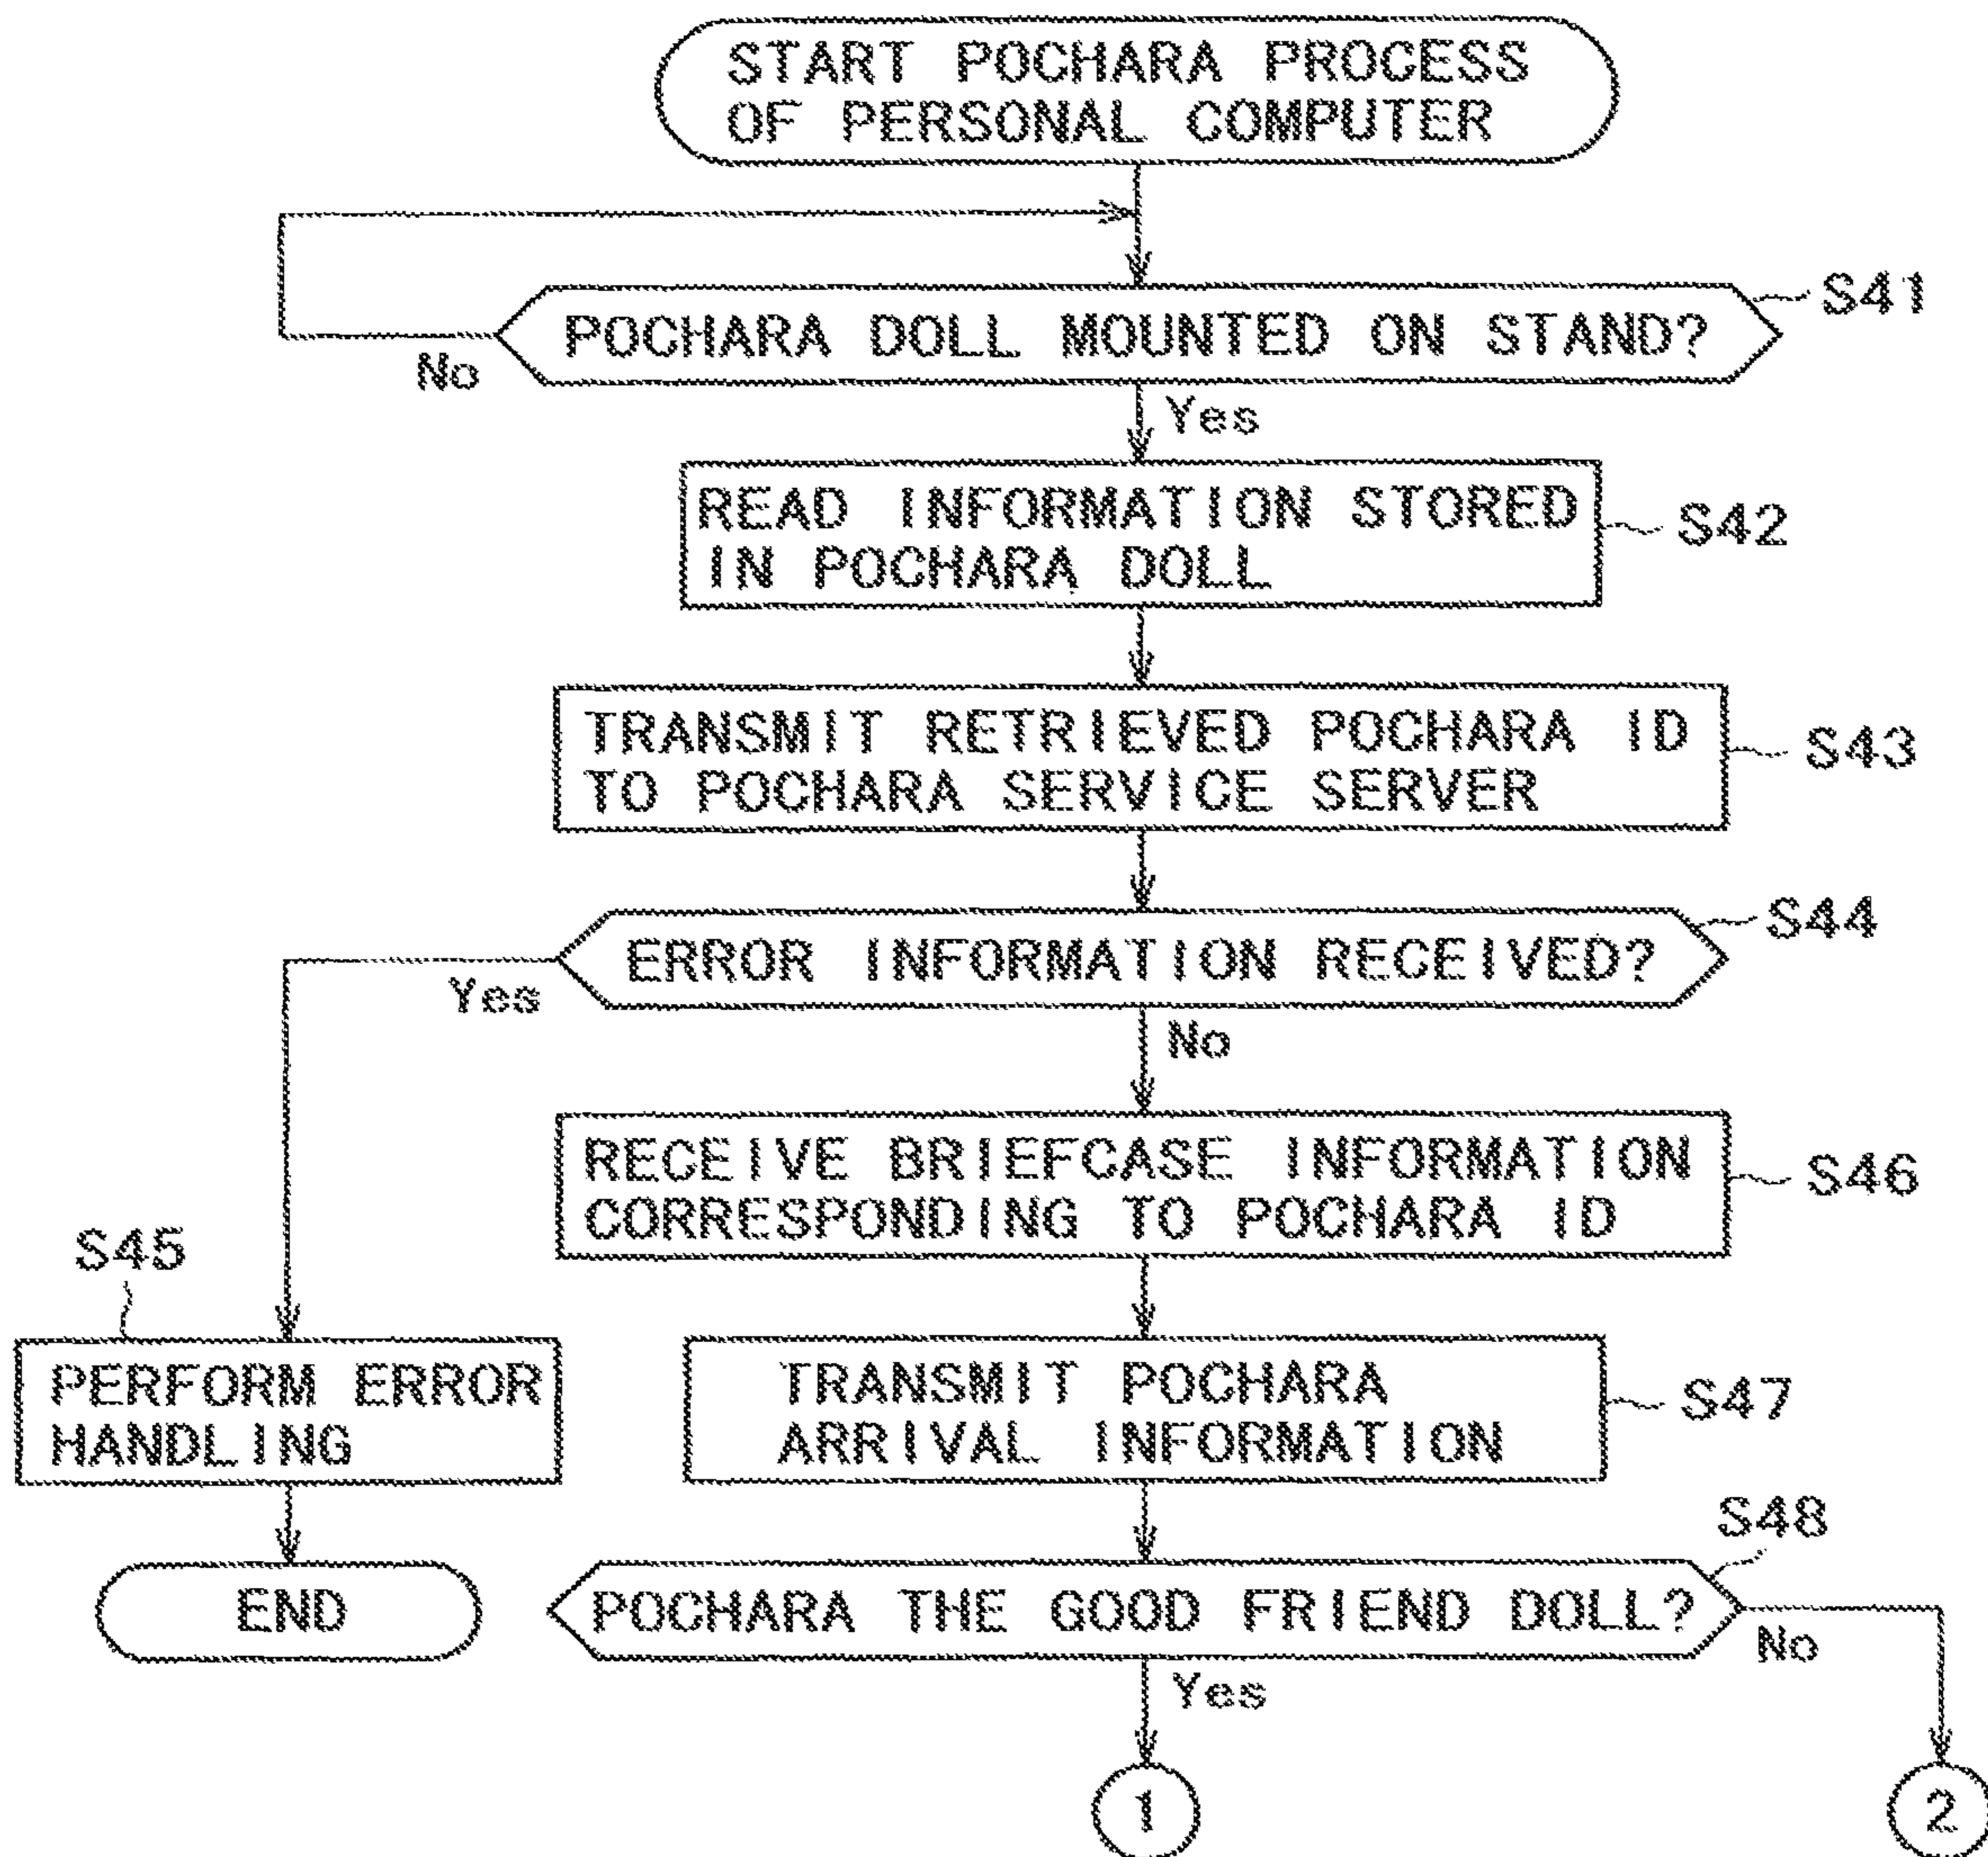 START POCHARA PROCESS
OF PERSONAL COMPUTER
POCHARA DOLL MOUNTED ON STAND?
S41
No
Yes
READ INFORMATION STORED
IN POCHARA DOLL
S42
TRANSMIT RETRIEVED POCHARA ID
TO POCHARA SERVICE SERVER
S43
ERROR INFORMATION RECEIVED?
S44
Yes
No
RECEIVE BRIEFCASE INFORMATION
CORRESPONDING TO POCHARA ID
S46
S45
PERFORM ERROR
HANDLING
TRANSMIT POCHARA
ARRIVAL INFORMATION
S47
END
POCHARA THE GOOD FRIEND DOLL?
S48
No
Yes
1
2